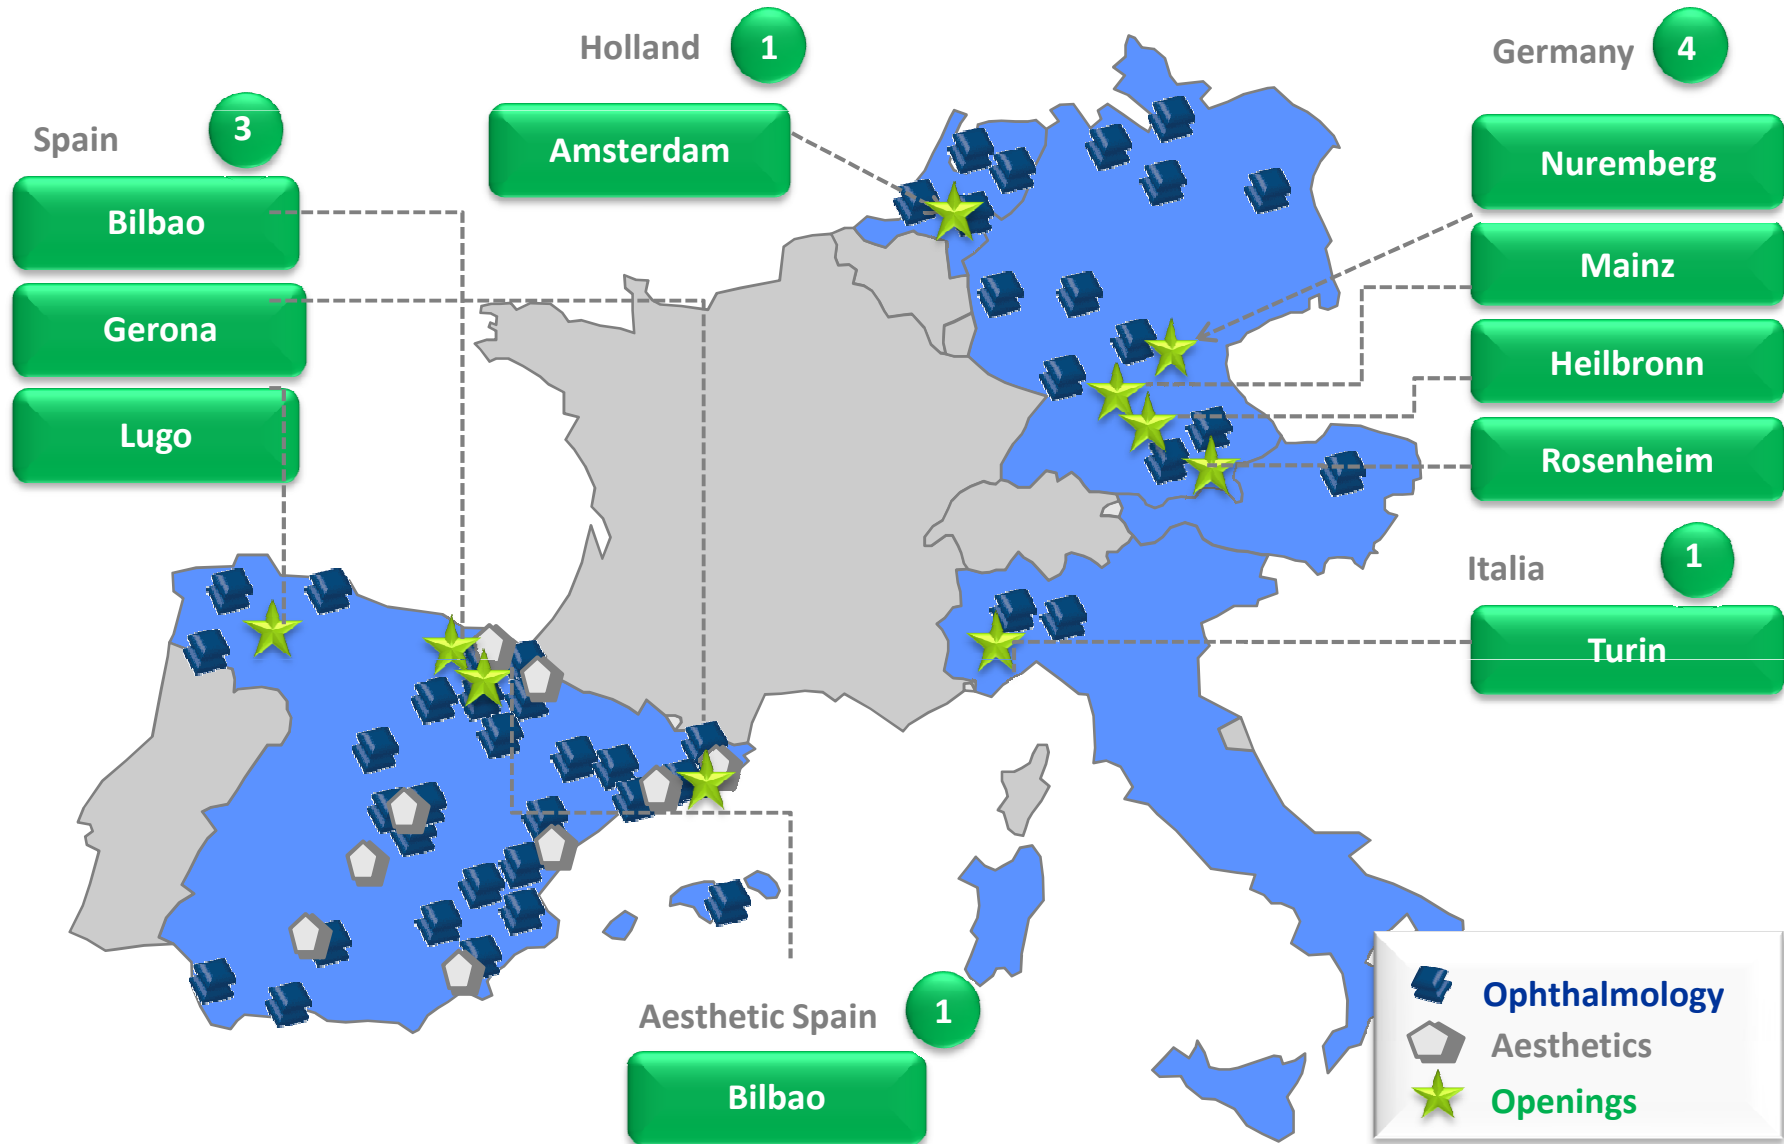 Holland
1
Amsterdam
Germany
4
Nuremberg
Mainz
Heilbronn
Rosenheim
Spain
3
Bilbao
Gerona
Lugo
Italia
1
Turin
Aesthetic Spain
1
Bilbao
Ophthalmology
Aesthetics
Openings